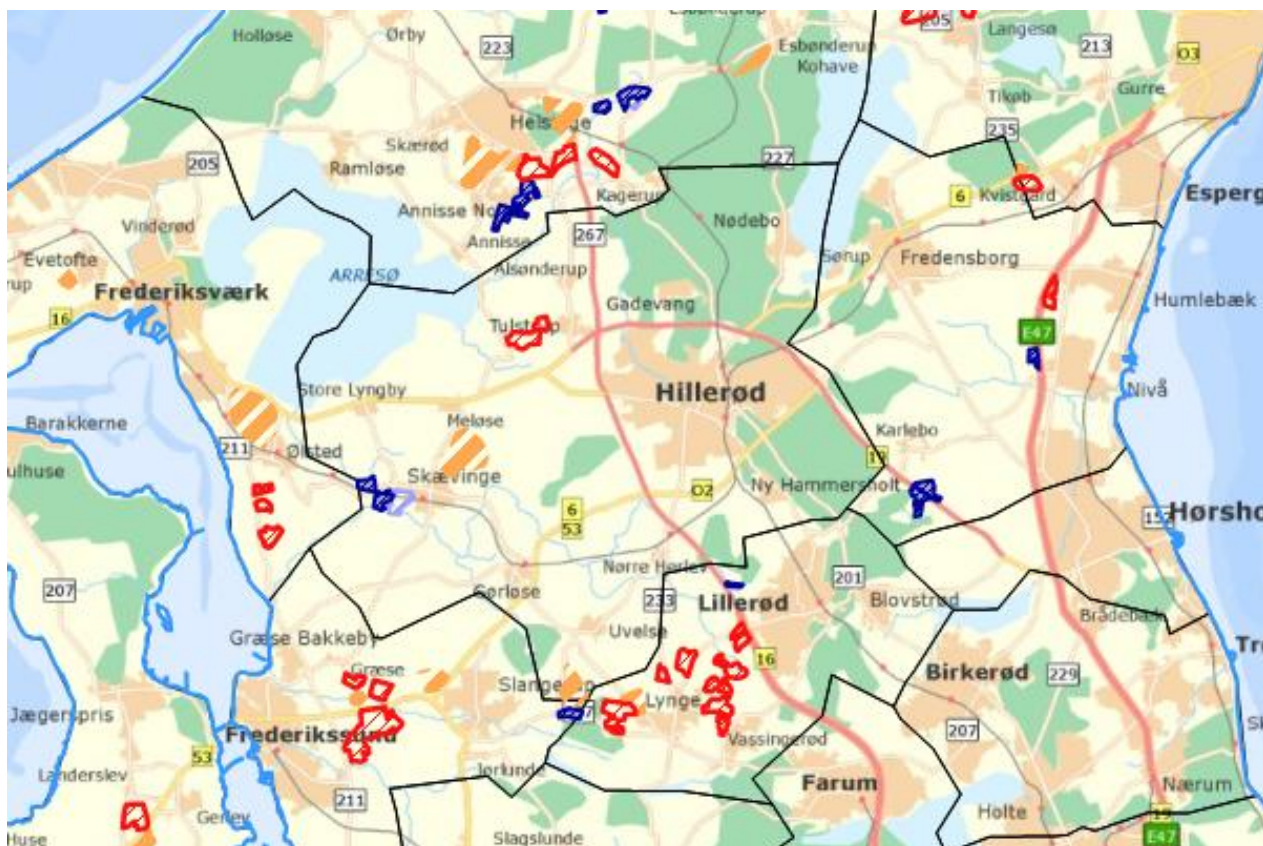 Holløse
Ørby
223
Esbønderup
Kohave
205
Langesø
213
O3
Tikøb
Gurre
235
Helsinge
Skærød
Ramløse
205
227
Kagerup
6
Kvistgård
Annisse
Annisse
Nødebo
Vinderød
267
Sørup
Fredensborg
Evetofte
ARRESØ
Alsønderup
Humlebæk
Frederiksværk
Gadevang
16
Tulstrup
E47
Hillerød
Store Lyngby
Nivå
Barakkerne
Meløse
Karlebo
211
Ølsted
19
Skævinge
Ny Hammersholt
O2
6
53
Nørre Herlev
201
207
Gørløse
233
Lillerød
Blovstrød
Brådebæk
Græse Bakkeby
Uvelse
16
Birkerød
229
Græse
Slangerup
Lynge
Jægerspris
Frederikssund
Vassingerød
207
53
Landerslev
Jørlunde
Farum
Nærum
211
Gerlev
Holte
19
Slagslunde
E47